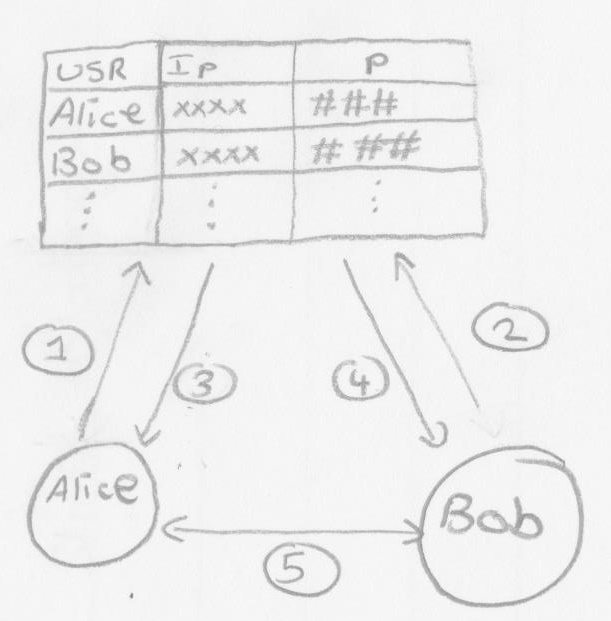 USR IP P
Alice xxxx ###
Bob xxxx ###
⋮ ⋮ ⋮
1 2
3 4
Alice Bob
5